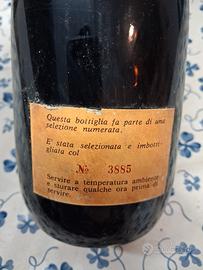 Questa bottiglia fa parte di una
selezione numerata.
E' stata selezionata e imbotti-
gliata col
No 3885
Servire a temperatura ambiente
e sturare qualche ora prima di
servire.